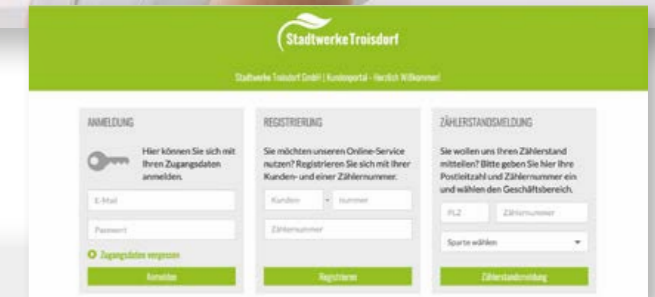 StadtwerkeTroisdorf
Stadtwerke Troisdorf GmbH | Kundenportal - Herzlich Willkommen!
ANMELDUNG
Hier können Sie sich mit
Ihren Zugangsdaten
anmelden.
E-Mail
Passwort
Zugangsdaten vergessen
Anmelden
REGISTRIERUNG
Sie möchten unseren Online-Service
nutzen? Registrieren Sie sich mit Ihrer
Kunden- und einer Zählernummer.
Kunden - nummer
Zählernummer
Registrieren
ZÄHLERSTANDSMELDUNG
Sie wollen uns Ihren Zählerstand
mitteilen? Bitte geben Sie hier Ihre
Postleitzahl und Zählernummer ein
und wählen den Geschäftsbereich.
PLZ Zählernummer
Sparte wählen
Zählerstandsmeldung